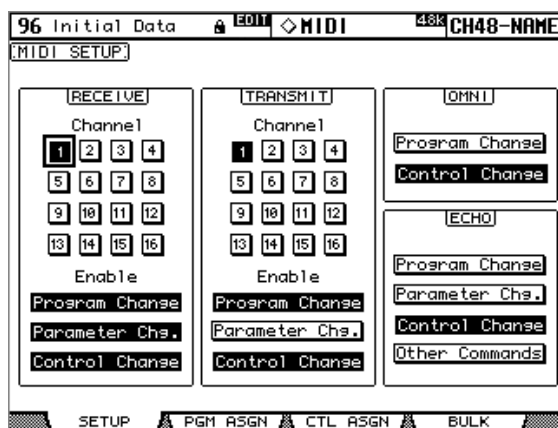 96 Initial Data EDIT ◇MIDI 48K CH48-NAME
MIDI SETUP
RECEIVE
Channel
1 2 3 4
5 6 7 8
9 10 11 12
13 14 15 16
Enable
Program Change
Parameter Chg.
Control Change
TRANSMIT
Channel
1 2 3 4
5 6 7 8
9 10 11 12
13 14 15 16
Enable
Program Change
Parameter Chg.
Control Change
OMNI
Program Change
Control Change
ECHO
Program Change
Parameter Chg.
Control Change
Other Commands
SETUP PGM ASGN CTL ASGN BULK